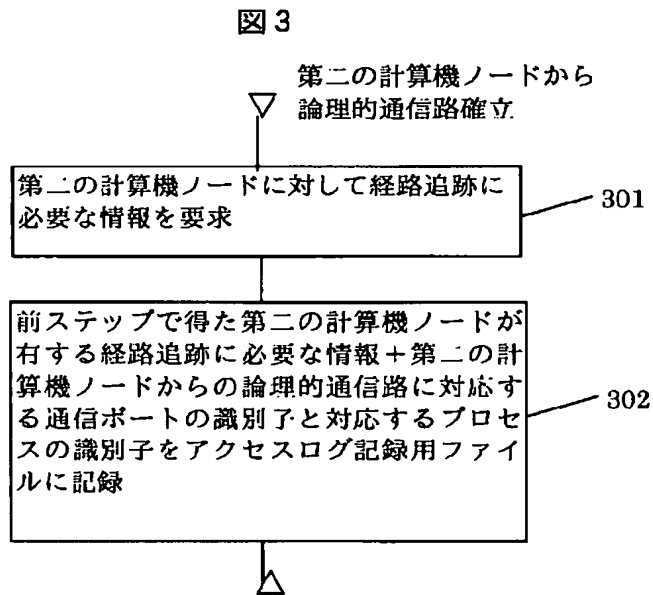 図3
第二の計算機ノードから
論理的通信路確立
第二の計算機ノードに対して経路追跡に
必要な情報を要求
301
前ステップで得た第二の計算機ノードが
有する経路追跡に必要な情報+第二の計
算機ノードからの論理的通信路に対応す
る通信ポートの識別子と対応するプロセ
スの識別子をアクセスログ記録用ファイ
ルに記録
302